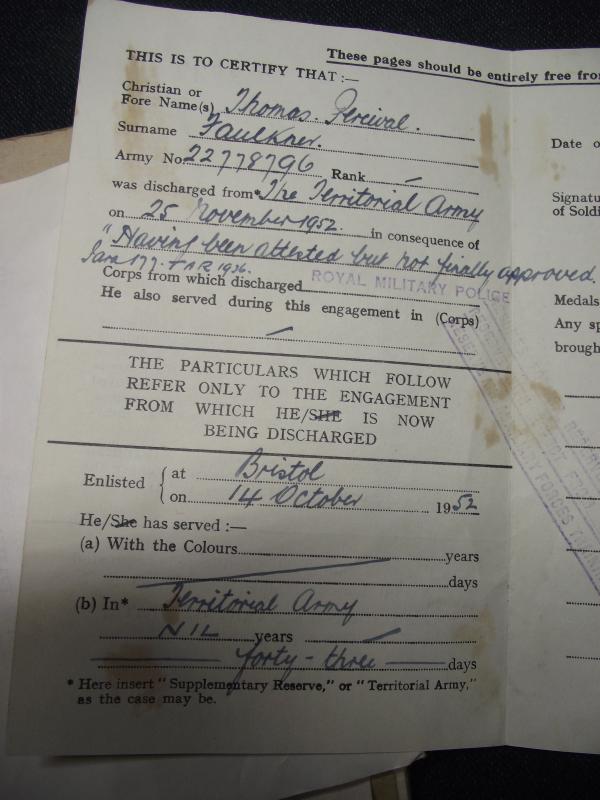 These pages should be entirely free fro
THIS IS TO CERTIFY THAT :—
Christian or
Fore Name(s) Thomas. Percival.
Surname Faulkner.
Army No. 22778796 Rank —
was discharged from* The Territorial Army
on 25 November 1952. in consequence of
"Having been attested but not finally approved.
Para 177. TAR 1936.
Corps from which discharged ROYAL MILITARY POLICE
He also served during this engagement in (Corps)
THE PARTICULARS WHICH FOLLOW
REFER ONLY TO THE ENGAGEMENT
FROM WHICH HE/SHE IS NOW
BEING DISCHARGED
Enlisted { at Bristol
on 14 October 1952
He/She has served :—
(a) With the Colours years
days
(b) In* Territorial Army
NIL years
forty-three days
* Here insert "Supplementary Reserve," or "Territorial Army,"
as the case may be.
Date o
Signatu
of Soldi
Medals
Any sp
brough